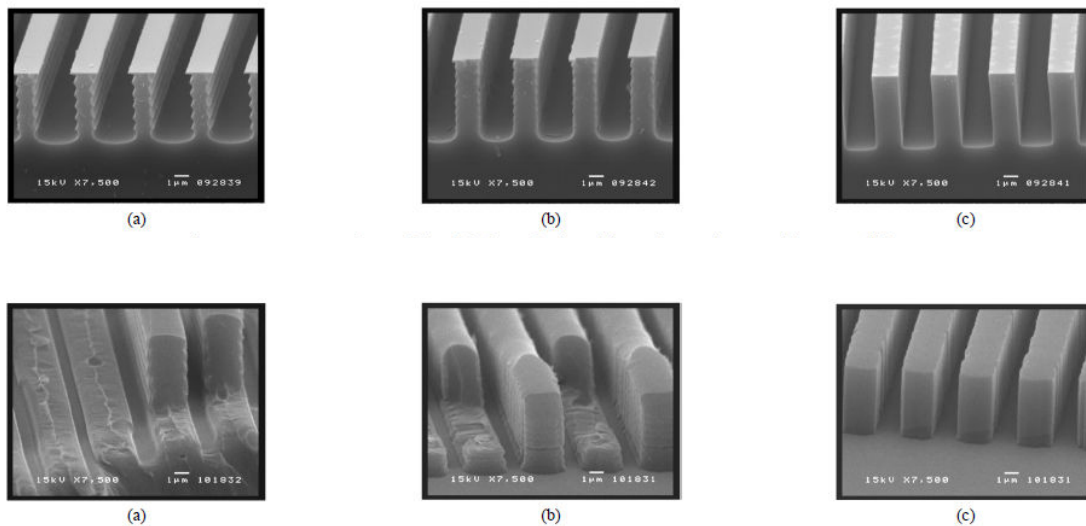 15kV X7,500 1μm 092839
15kV X7,500 1μm 092842
15kV X7,500 1μm 092841
(a)
(b)
(c)
15kV X7,500 1μm 101832
15kV X7,500 1μm 101831
15kV X7,500 1μm 101831
(a)
(b)
(c)